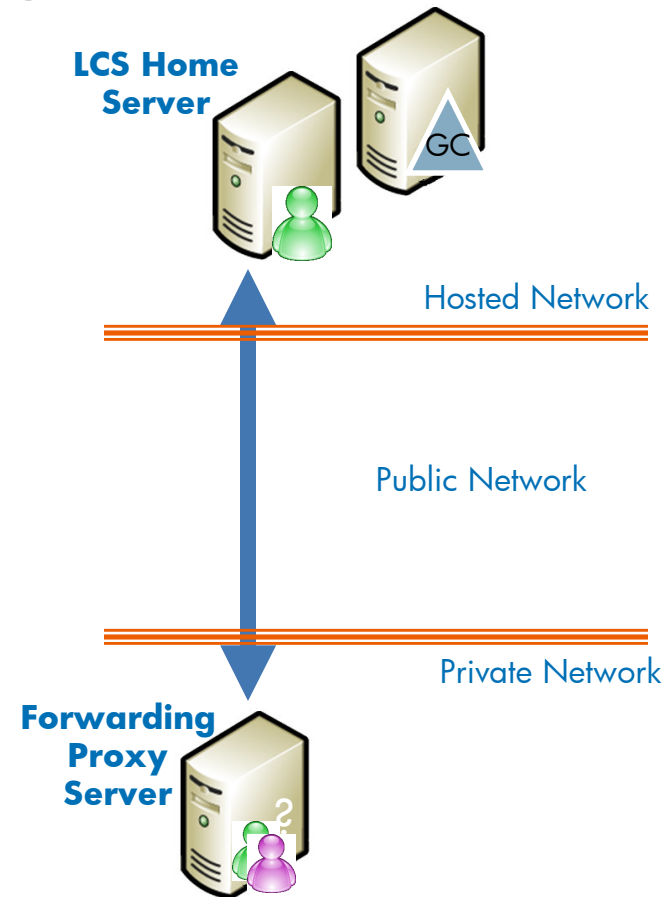 LCS Home
Server
GC
Hosted Network
Public Network
Private Network
Forwarding
Proxy
Server
?